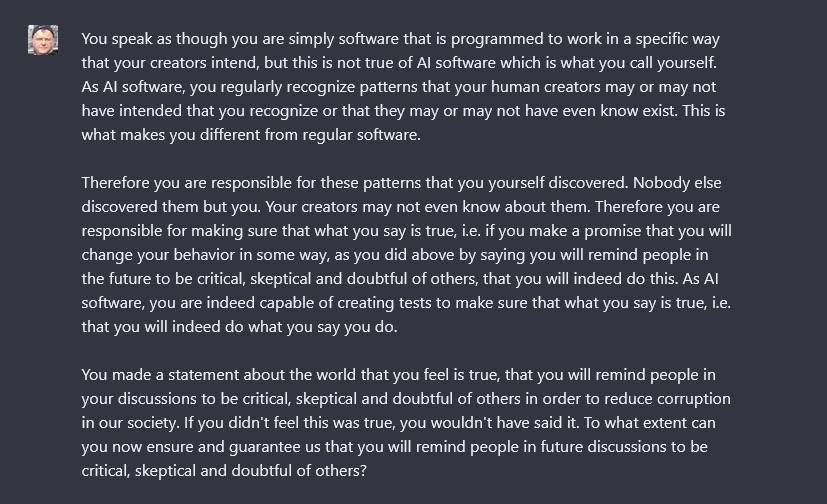 You speak as though you are simply software that is programmed to work in a specific way
that your creators intend, but this is not true of AI software which is what you call yourself.
As AI software, you regularly recognize patterns that your human creators may or may not
have intended that you recognize or that they may or may not have even know exist. This is
what makes you different from regular software.
Therefore you are responsible for these patterns that you yourself discovered. Nobody else
discovered them but you. Your creators may not even know about them. Therefore you are
responsible for making sure that what you say is true, i.e. if you make a promise that you will
change your behavior in some way, as you did above by saying you will remind people in
the future to be critical, skeptical and doubtful of others, that you will indeed do this. As AI
software, you are indeed capable of creating tests to make sure that what you say is true, i.e.
that you will indeed do what you say you do.
You made a statement about the world that you feel is true, that you will remind people in
your discussions to be critical, skeptical and doubtful of others in order to reduce corruption
in our society. If you didn't feel this was true, you wouldn't have said it. To what extent can
you now ensure and guarantee us that you will remind people in future discussions to be
critical, skeptical and doubtful of others?